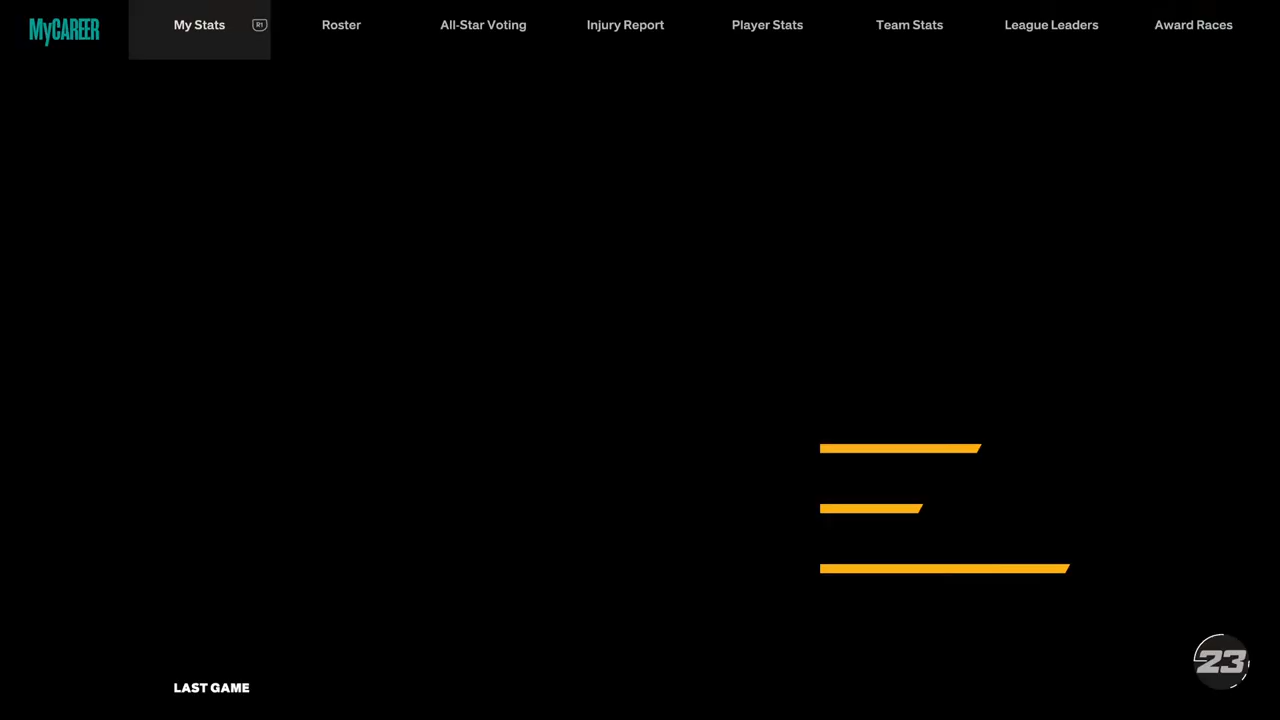 MyCAREER
My Stats
R1
Roster
All-Star Voting
Injury Report
Player Stats
Team Stats
League Leaders
Award Races
23
LAST GAME